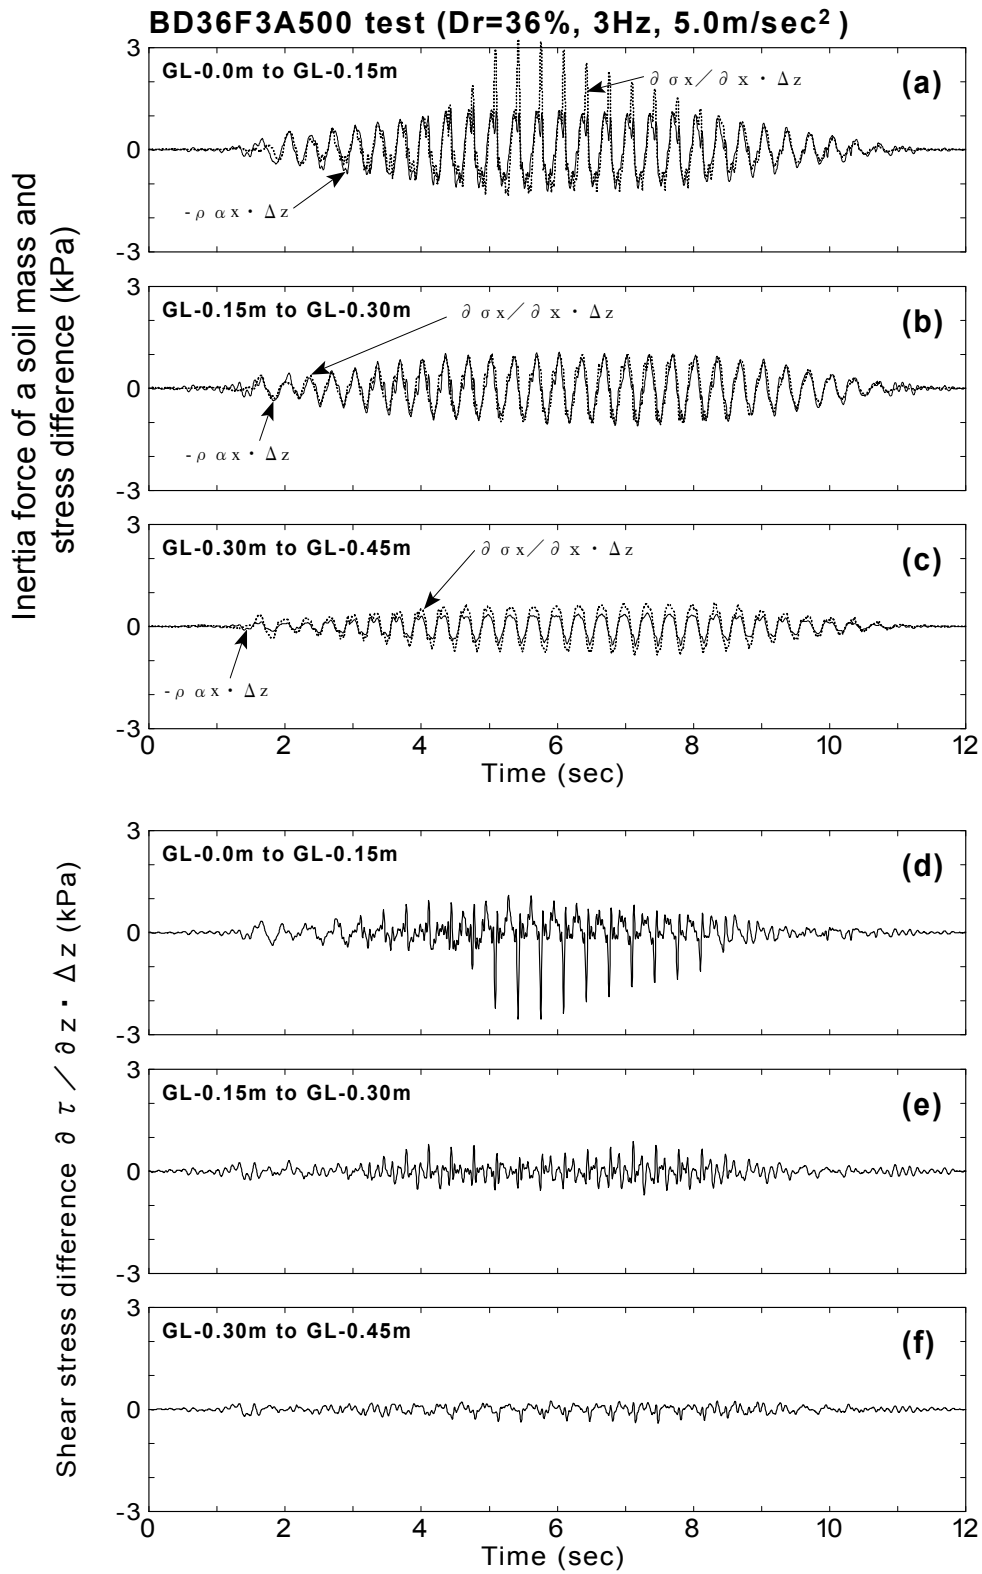 BD36F3A500 test (Dr=36%, 3Hz, 5.0m/sec²)
Inertia force of a soil mass and
stress difference (kPa)
3
GL-0.0m to GL-0.15m
(a)
∂σx/∂x・Δz
0
-ραx・Δz
-3
3
GL-0.15m to GL-0.30m
(b)
∂σx/∂x・Δz
0
-ραx・Δz
-3
3
GL-0.30m to GL-0.45m
(c)
∂σx/∂x・Δz
0
-ραx・Δz
-3
0 2 4 6 8 10 12
Time (sec)
Shear stress difference ∂τ/∂z・Δz (kPa)
3
GL-0.0m to GL-0.15m
(d)
0
-3
3
GL-0.15m to GL-0.30m
(e)
0
-3
3
GL-0.30m to GL-0.45m
(f)
0
-3
0 2 4 6 8 10 12
Time (sec)